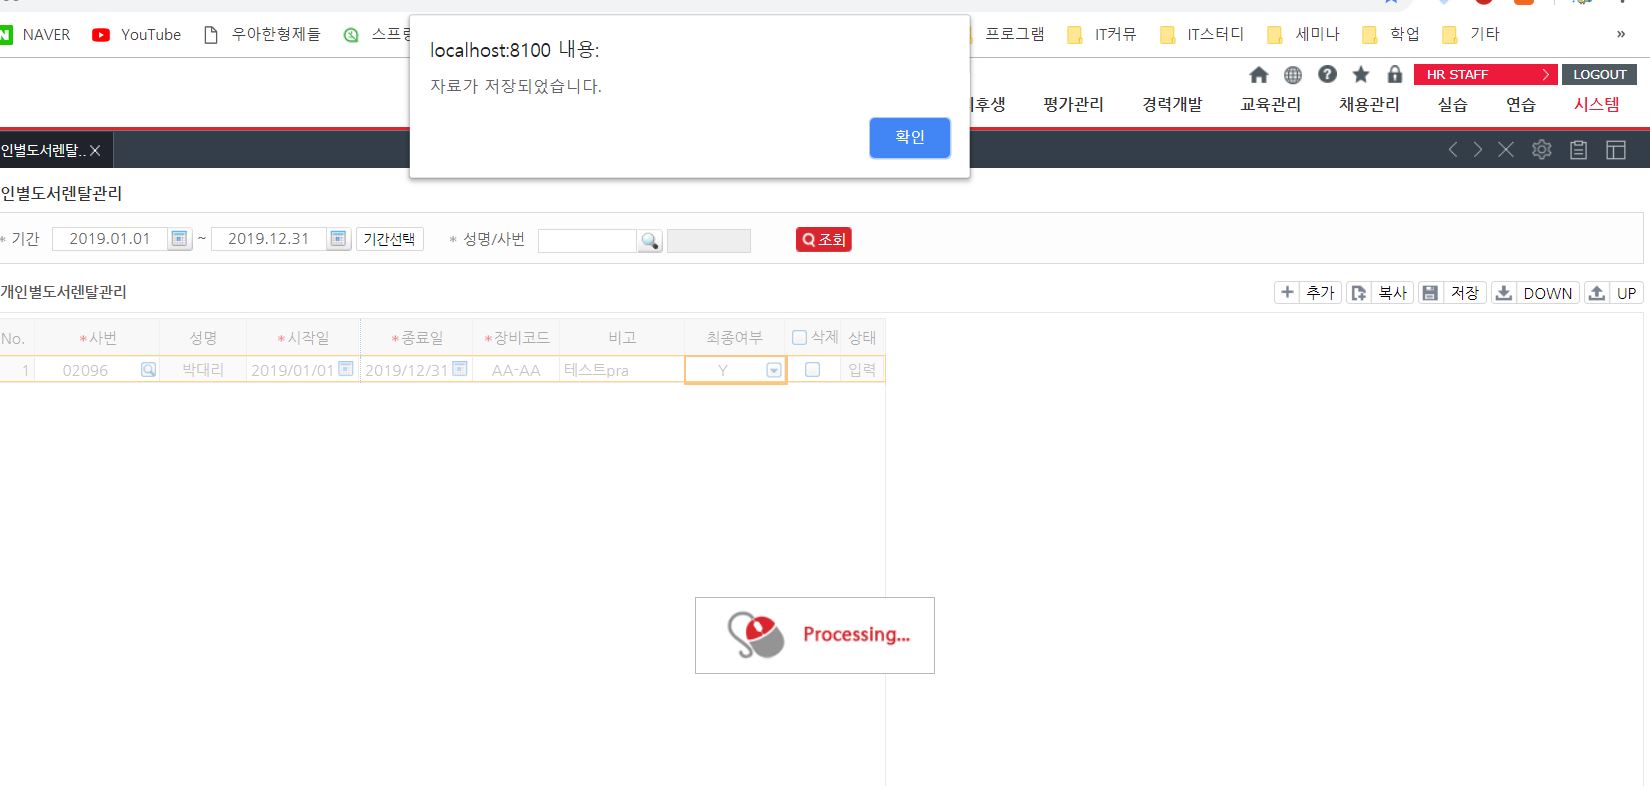 NAVER YouTube 우아한형제들 스프링 프로그램 IT커뮤 IT스터디 세미나 학업 기타 »
localhost:8100 내용:
자료가 저장되었습니다.
확인
HR STAFF LOGOUT
후생 평가관리 경력개발 교육관리 채용관리 실습 연습 시스템
인별도서렌탈..
인별도서렌탈관리
* 기간 2019.01.01 ~ 2019.12.31 기간선택 * 성명/사번 조회
개인별도서렌탈관리 추가 복사 저장 DOWN UP
No. *사번 성명 *시작일 *종료일 *장비코드 비고 최종여부 삭제 상태
1 02096 박대리 2019/01/01 2019/12/31 AA-AA 테스트pra Y 입력
Processing...